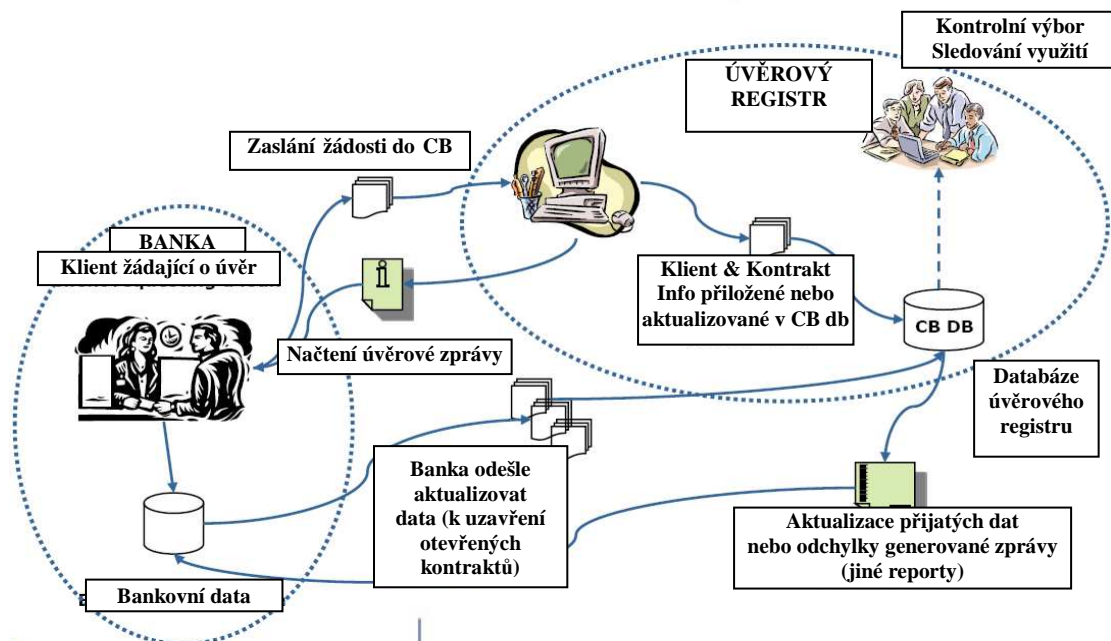 Kontrolní výbor
Sledování využití
ÚVĚROVÝ
REGISTR
Zaslání žádosti do CB
BANKA
Klient žádající o úvěr
Klient & Kontrakt
Info přiložené nebo
aktualizované v CB db
CB DB
Načtení úvěrové zprávy
Databáze
úvěrového
registru
Banka odešle
aktualizovat
data (k uzavření
otevřených
kontraktů)
Aktualizace přijatých dat
nebo odchylky generované zprávy
(jiné reporty)
Bankovní data